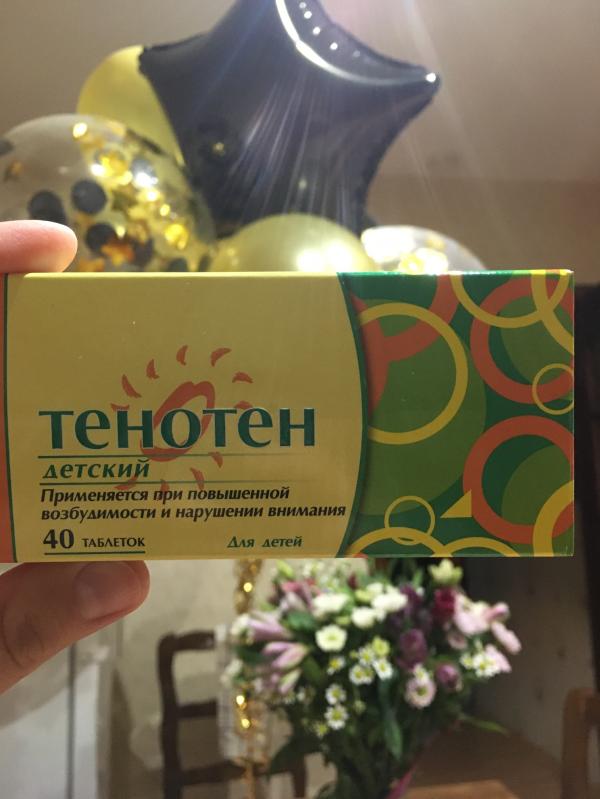 тенотен
детский
Применяется при повышенной
возбудимости и нарушении внимания
40 ТАБЛЕТОК
Для детей